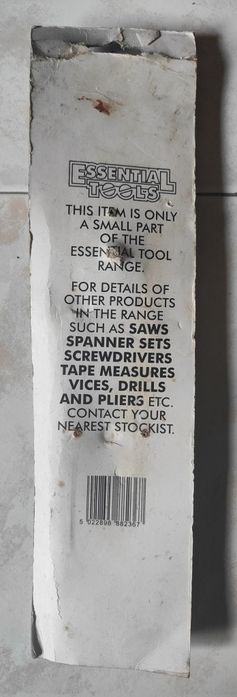 ESSENTIAL
TOOLS
THIS ITEM IS ONLY
A SMALL PART
OF THE
ESSENTIAL TOOL
RANGE.
FOR DETAILS OF
OTHER PRODUCTS
IN THE RANGE
SUCH AS SAWS
SPANNER SETS
SCREWDRIVERS
TAPE MEASURES
VICES, DRILLS
AND PLIERS ETC.
CONTACT YOUR
NEAREST STOCKIST.
5 022898 882367